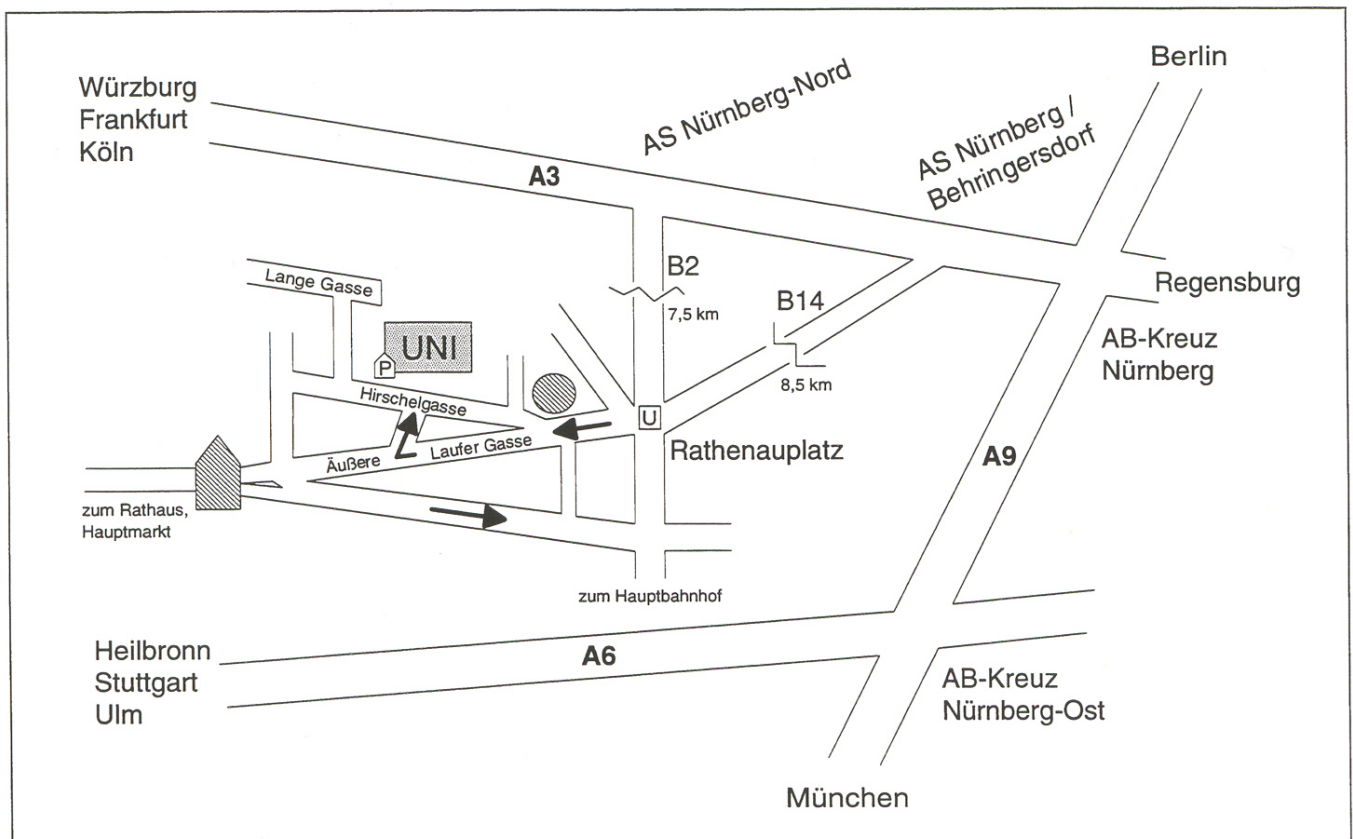 Berlin
Würzburg
Frankfurt
Köln
AS Nürnberg-Nord
AS Nürnberg /
Behringersdorf
A3
B2
7,5 km
B14
8,5 km
Regensburg
AB-Kreuz
Nürnberg
Lange Gasse
UNI
P
Hirschelgasse
U
Rathenauplatz
Äußere
Laufer Gasse
A9
zum Rathaus,
Hauptmarkt
zum Hauptbahnhof
Heilbronn
Stuttgart
Ulm
A6
AB-Kreuz
Nürnberg-Ost
München